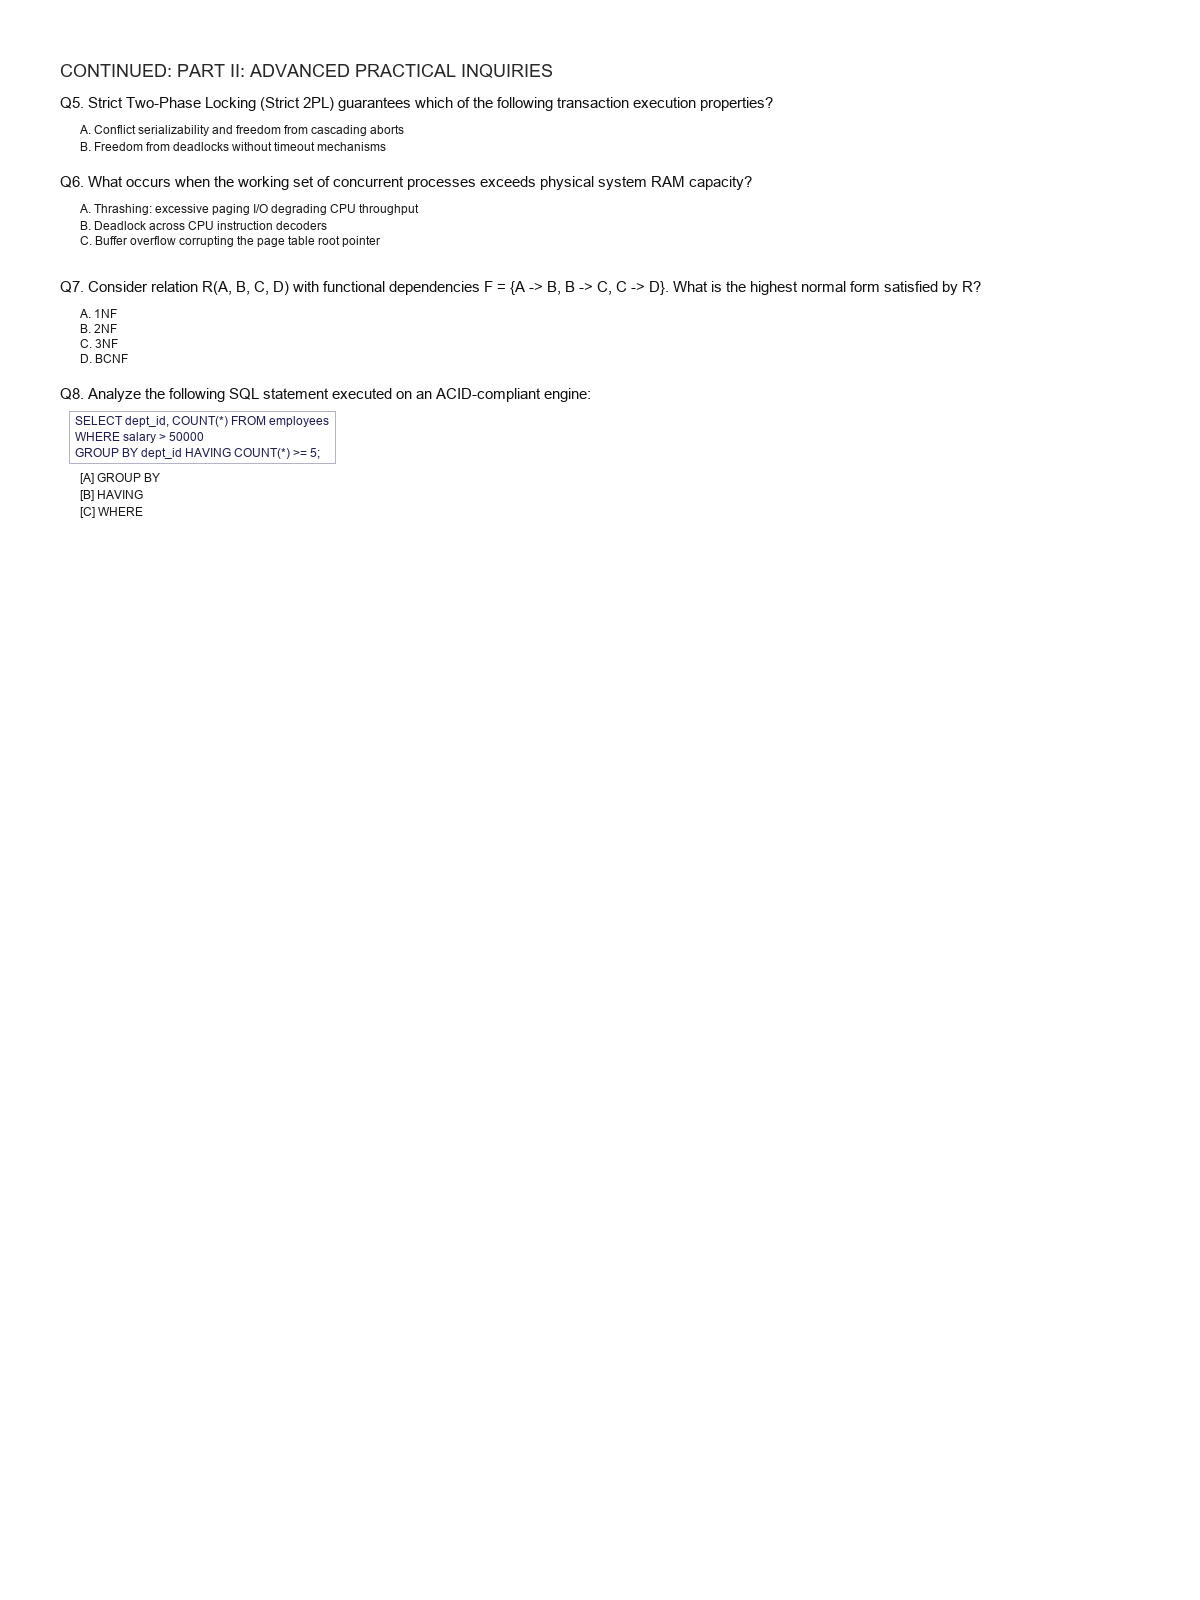 CONTINUED: PART II: ADVANCED PRACTICAL INQUIRIES
Q5. Strict Two-Phase Locking (Strict 2PL) guarantees which of the following transaction execution properties?
A. Conflict serializability and freedom from cascading aborts
B. Freedom from deadlocks without timeout mechanisms
Q6. What occurs when the working set of concurrent processes exceeds physical system RAM capacity?
A. Thrashing: excessive paging I/O degrading CPU throughput
B. Deadlock across CPU instruction decoders
C. Buffer overflow corrupting the page table root pointer
Q7. Consider relation R(A, B, C, D) with functional dependencies F = {A -> B, B -> C, C -> D}. What is the highest normal form satisfied by R?
A. 1NF
B. 2NF
C. 3NF
D. BCNF
Q8. Analyze the following SQL statement executed on an ACID-compliant engine:
SELECT dept_id, COUNT(*) FROM employees
WHERE salary > 50000
GROUP BY dept_id HAVING COUNT(*) >= 5;
[A] GROUP BY
[B] HAVING
[C] WHERE